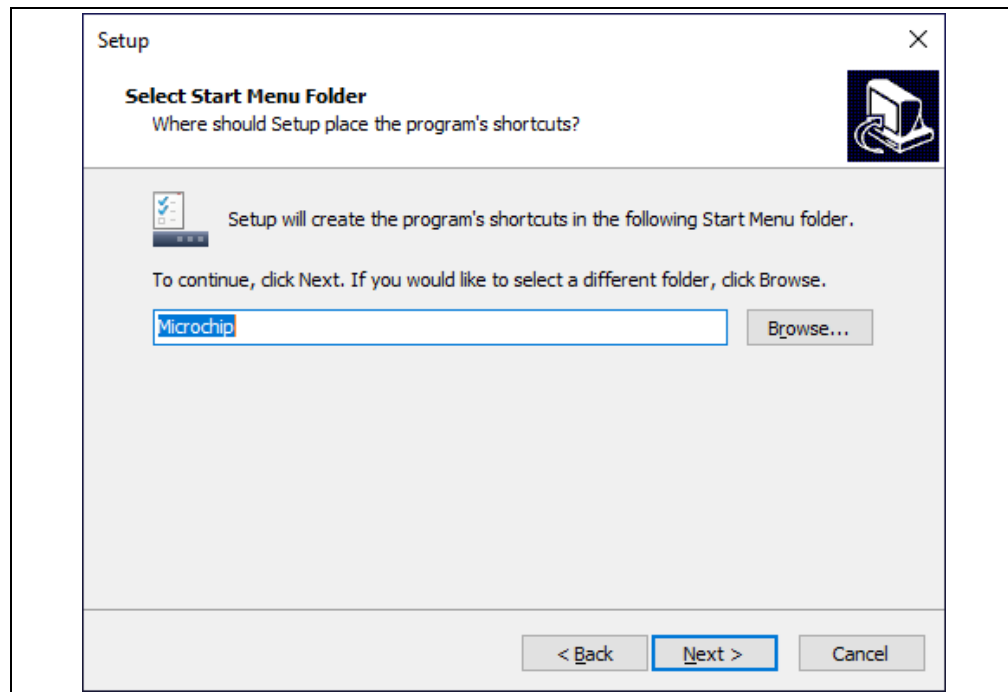 Setup
Select Start Menu Folder
Where should Setup place the program's shortcuts?
Setup will create the program's shortcuts in the following Start Menu folder.
To continue, click Next. If you would like to select a different folder, click Browse.
Microchip
Browse...
< Back
Next >
Cancel